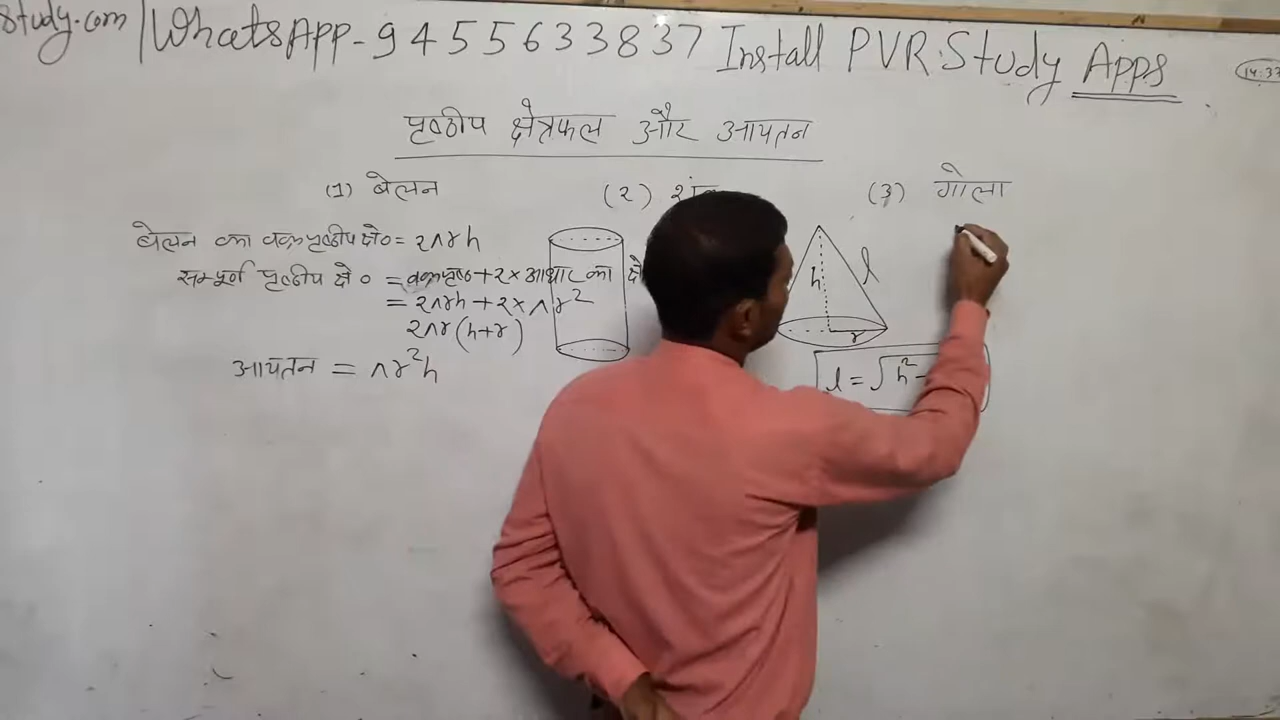 Study.com | WhatsApp-9455633837 Install PVR Study Apps
14:33
पृष्ठीय क्षेत्रफल और आयतन
(1) बेलन
(2)
(3) गोला
बेलन का वक्रपृष्ठीय क्षे० = 2πrh
सम्पूर्ण पृष्ठीय क्षे० = वक्रपृष्ठ + 2 × आधार का क्षे
= 2πrh + 2 × πr²
2πr(h+r)
आयतन = πr²h
h
l
r
l = √h²